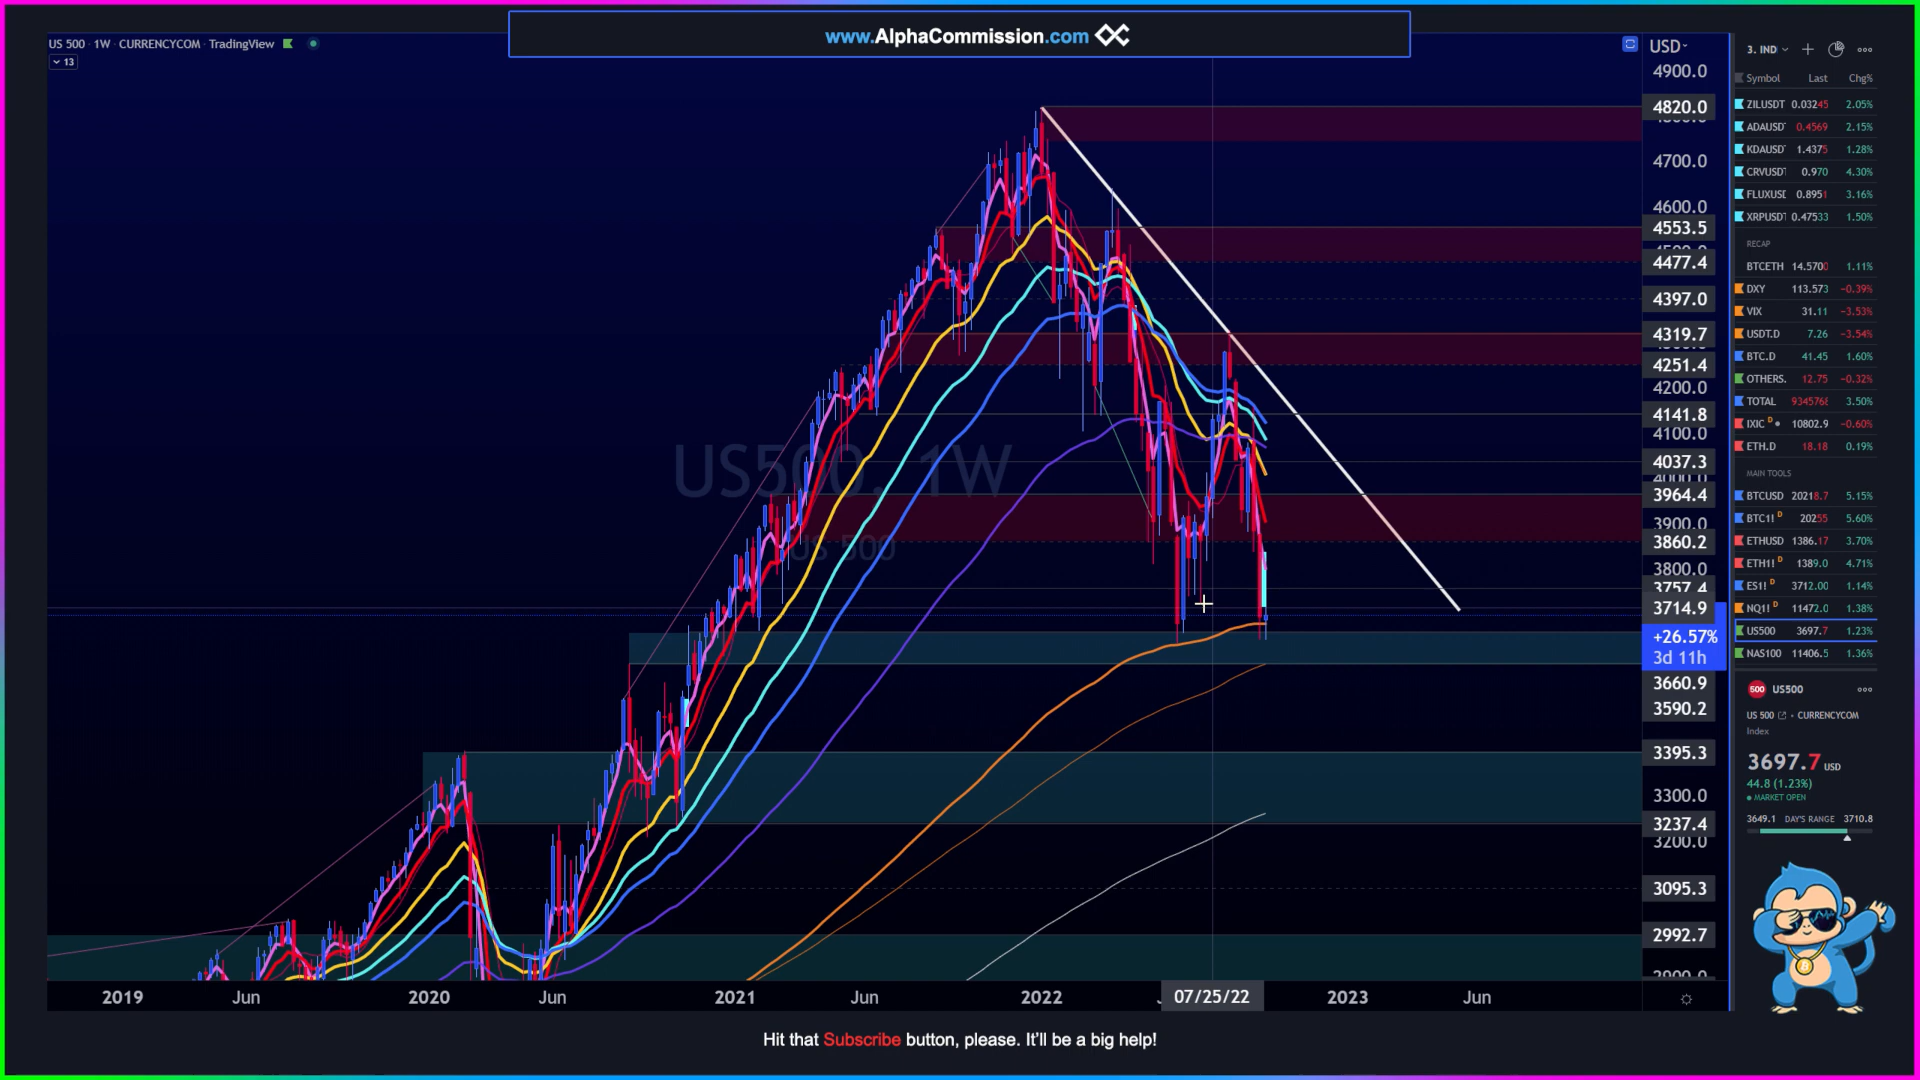 www.AlphaCommission.com
US 500 · 1W · CURRENCYCOM · TradingView
13
USD
4900.0
4820.0
4700.0
4600.0
4553.5
4477.4
4397.0
4319.7
4251.4
4200.0
4141.8
4100.0
4037.3
3964.4
3900.0
3860.2
3800.0
3757.4
3714.9
+26.57%
3d 11h
3660.9
3590.2
3395.3
3300.0
3237.4
3200.0
3095.3
2992.7
US500, 1W
US 500
2019 Jun 2020 Jun 2021 Jun 2022 07/25/22 2023 Jun
3. IND
Symbol Last Chg%
ZILUSDT 0.03245 2.05%
ADAUSD 0.4569 2.15%
KDAUSD 1.4375 1.28%
CRVUSDT 0.970 4.30%
FLUXUSD 0.8951 3.16%
XRPUSDT 0.47533 1.50%
RECAP
BTCETH 14.5700 1.11%
DXY 113.573 −0.39%
VIX 31.11 −3.53%
USDT.D 7.26 −3.54%
BTC.D 41.45 1.60%
OTHERS. 12.75 −0.32%
TOTAL 934576 3.50%
IXIC D 10802.9 −0.60%
ETH.D 18.18 0.19%
MAIN TOOLS
BTCUSD 20218.7 5.15%
BTC1! D 20255 5.60%
ETHUSD 1386.17 3.70%
ETH1! D 1389.0 4.71%
ES1! D 3712.00 1.14%
NQ1! D 11472.0 1.38%
US500 3697.7 1.23%
NAS100 11406.5 1.36%
500 US500
US 500 · CURRENCYCOM
Index
3697.7 USD
44.8 (1.23%)
MARKET OPEN
3649.1 DAY'S RANGE 3710.8
Hit that Subscribe button, please. It'll be a big help!